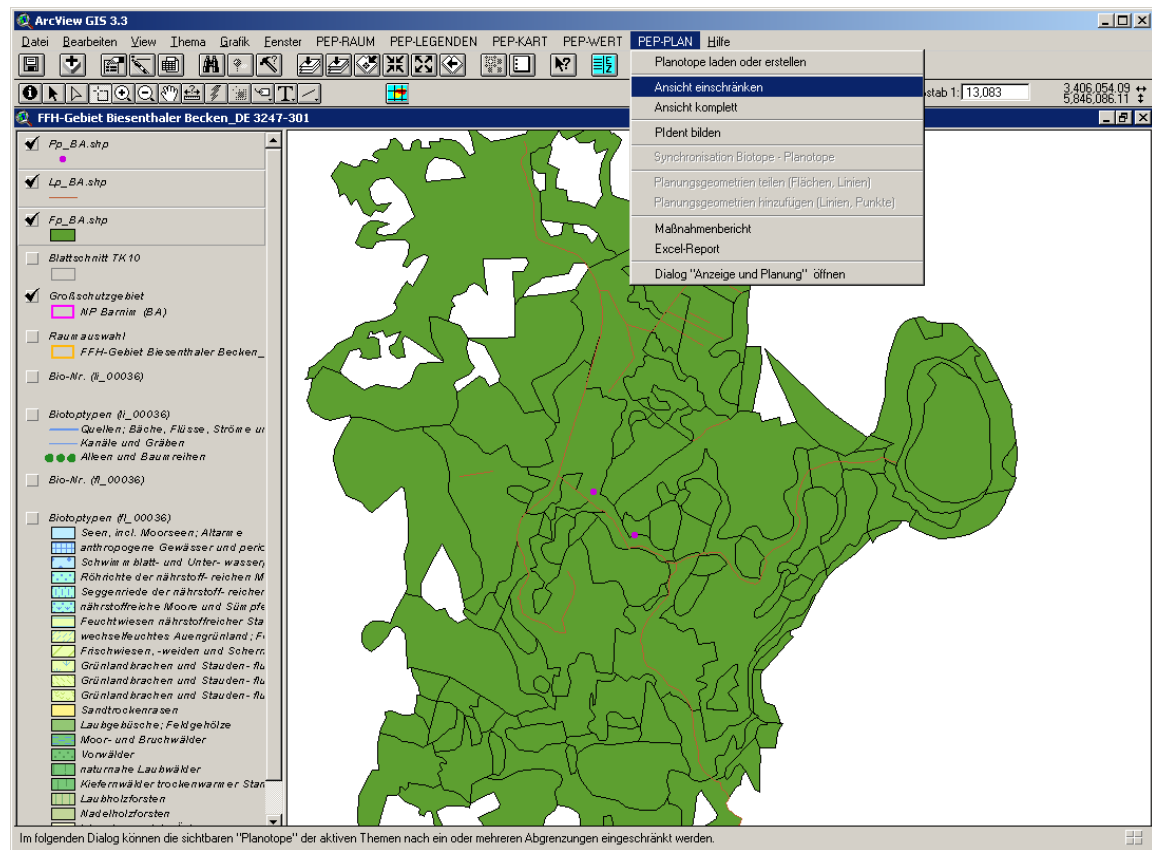 ArcView GIS 3.3
Datei Bearbeiten View Thema Grafik Fenster PEP-RAUM PEP-LEGENDEN PEP-KART PEP-WERT PEP-PLAN Hilfe
stab 1: 13,083
3,406,054.09
5,846,086.11
Planotope laden oder erstellen
Ansicht einschränken
Ansicht komplett
PIdent bilden
Synchronisation Biotope - Planotope
Planungsgeometrien teilen (Flächen, Linien)
Planungsgeometrien hinzufügen (Linien, Punkte)
Maßnahmenbericht
Excel-Report
Dialog "Anzeige und Planung" öffnen
FFH-Gebiet Biesenthaler Becken_DE 3247-301
Pp_BA.shp
Lp_BA.shp
Fp_BA.shp
Blattschnitt TK10
Großschutzgebiet
NP Barnim (BA)
Raumauswahl
FFH-Gebiet Biesenthaler Becken_
Bio-Nr. (li_00036)
Biotoptypen (li_00036)
Quellen; Bäche, Flüsse, Ströme u
Kanäle und Gräben
Alleen und Baumreihen
Bio-Nr. (fl_00036)
Biotoptypen (fl_00036)
Seen, incl. Moorseen; Altarme
anthropogene Gewässer und peric
Schwimmblatt- und Unter- wasser,
Röhrichte der nährstoff- reichen M
Seggenriede der nährstoff- reicher
nährstoffreiche Moore und Sümpfe
Feuchtwiesen nährstoffreicher Sta
wechselfeuchtes Auengrünland; F
Frischwiesen, -weiden und Scherr
Grünlandbrachen und Stauden- flu
Grünlandbrachen und Stauden- flu
Grünlandbrachen und Stauden- flu
Sandtrockenrasen
Laubgebüsche; Feldgehölze
Moor- und Bruchwälder
Vorwälder
naturnahe Laubwälder
Kiefernwälder trockenwarmer Stan
Laubholzforsten
Nadelholzforsten
Im folgenden Dialog können die sichtbaren "Planotope" der aktiven Themen nach ein oder mehreren Abgrenzungen eingeschränkt werden.